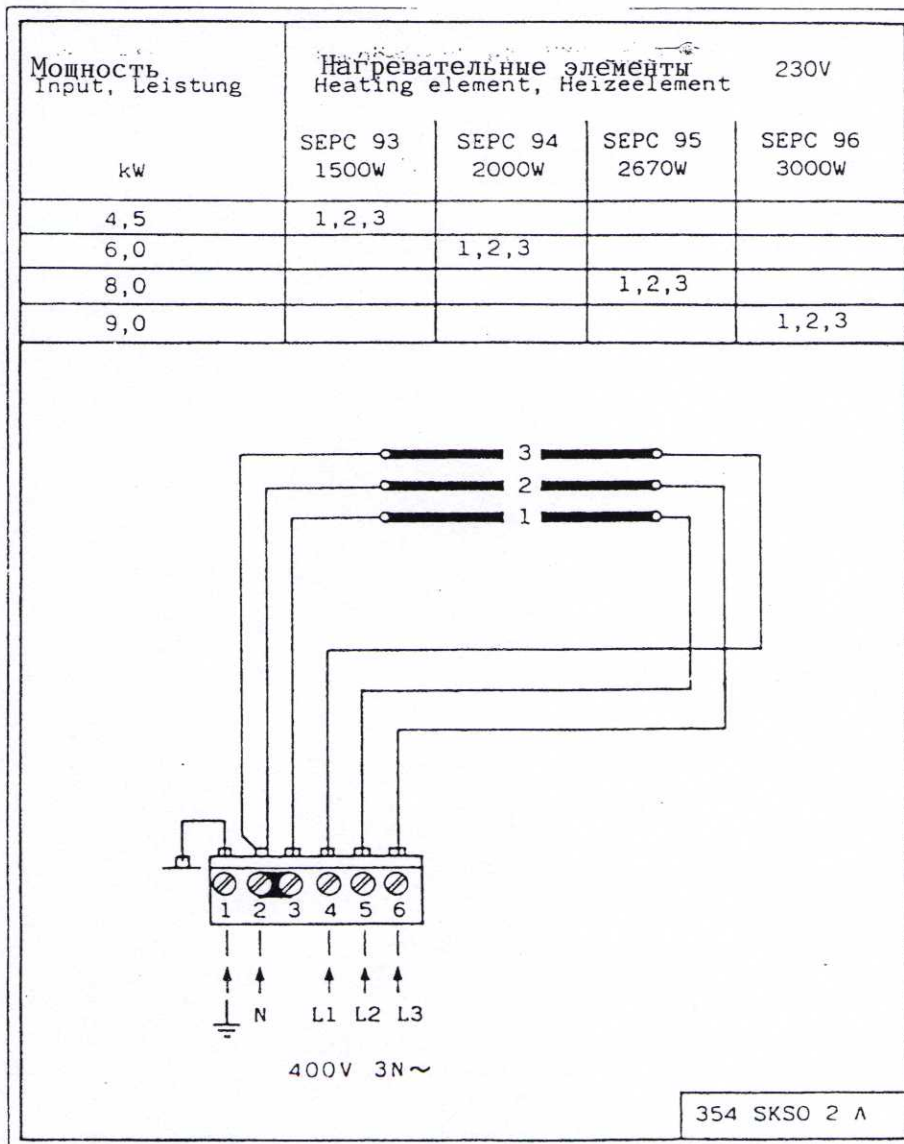 Мощность
Input, Leistung
kW
Нагревательные элементы 230V
Heating element, Heizeelement
SEPC 93 SEPC 94 SEPC 95 SEPC 96
1500W 2000W 2670W 3000W
4,5 1,2,3
6,0 1,2,3
8,0 1,2,3
9,0 1,2,3
3
2
1
1 2 3 4 5 6
N L1 L2 L3
400V 3N~
354 SKSO 2 A